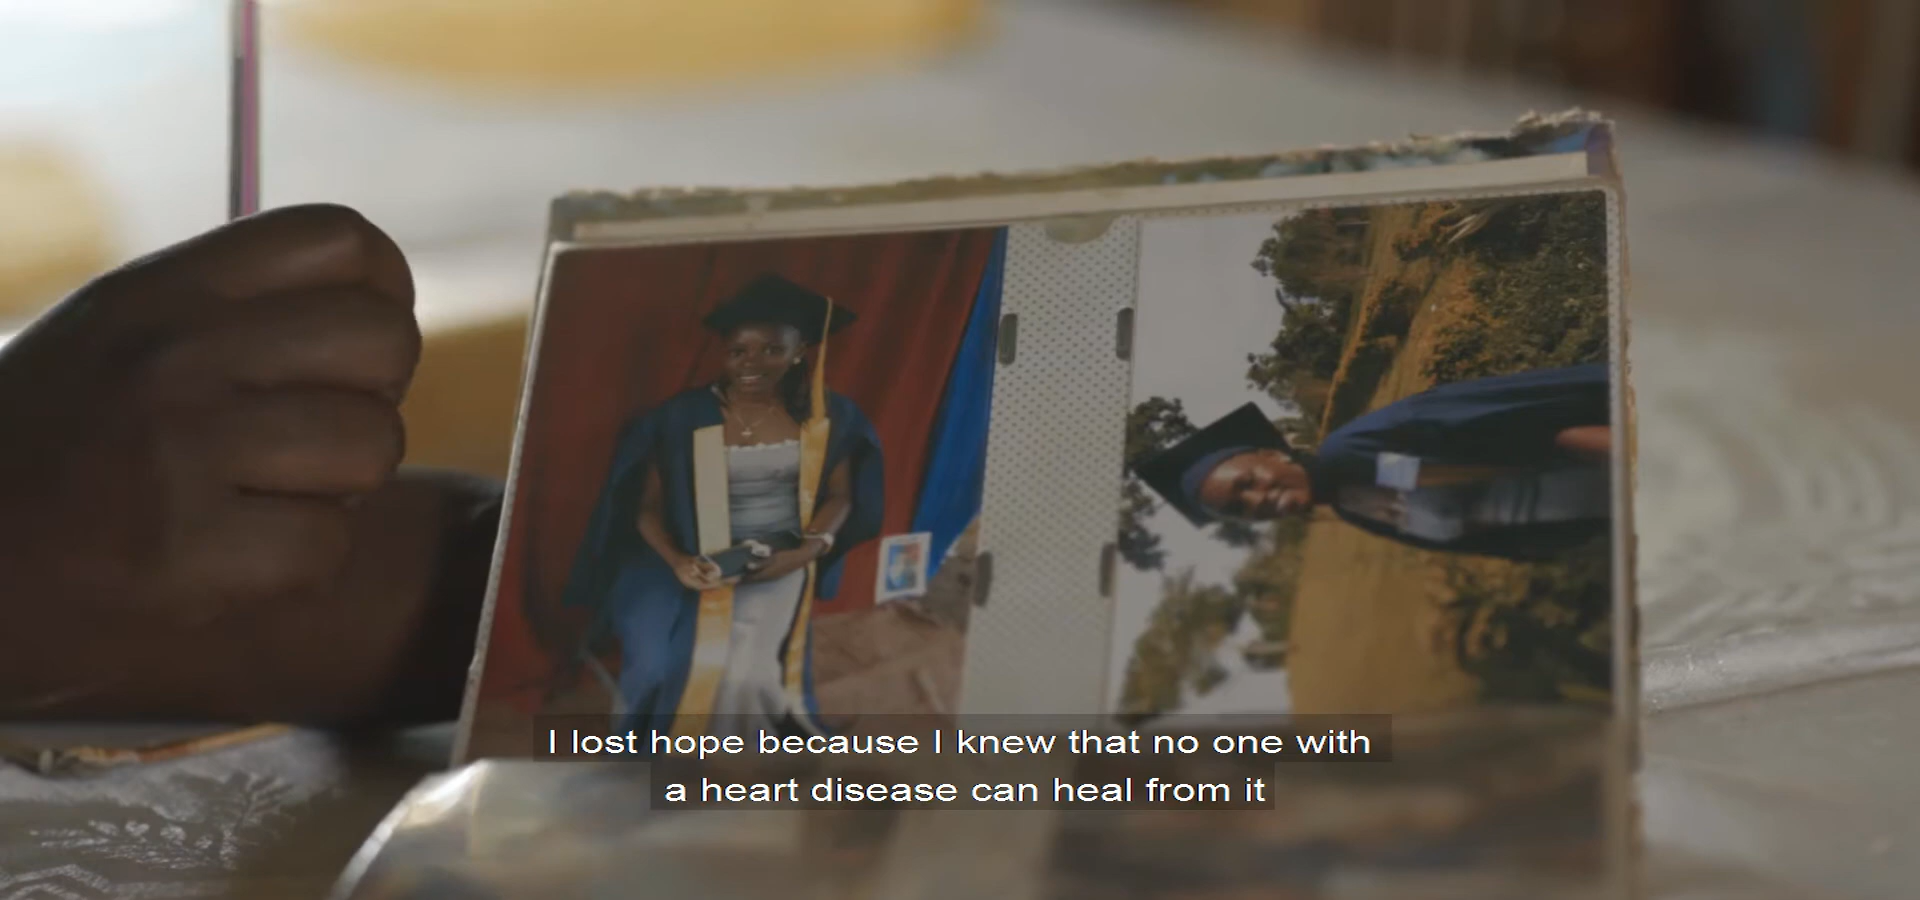 I lost hope because I knew that no one with
a heart disease can heal from it